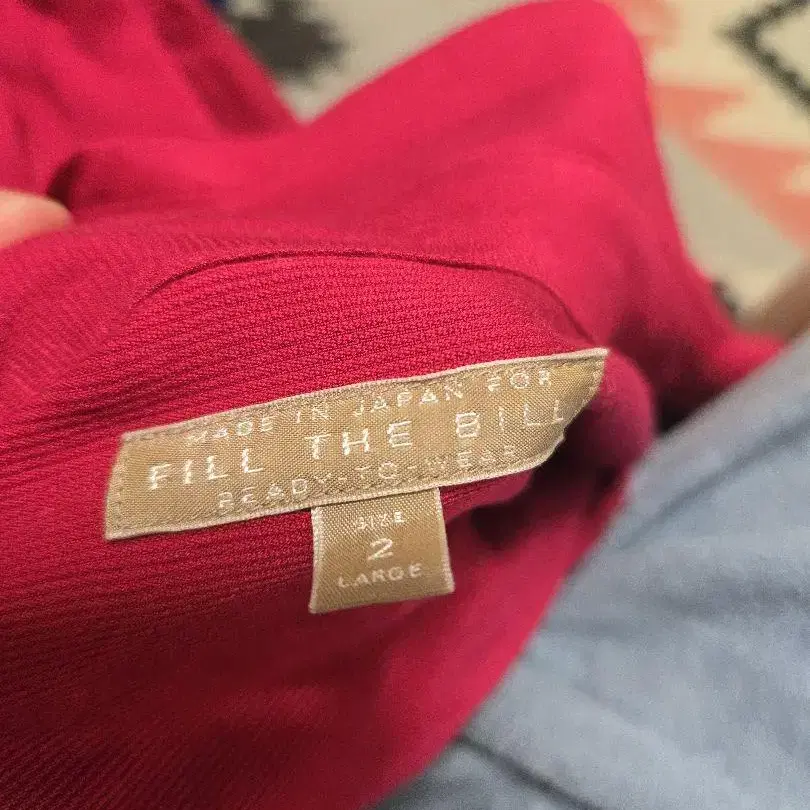 MADE IN JAPAN FOR
FILL THE BILL
READY-TO-WEAR
SIZE
2
LARGE